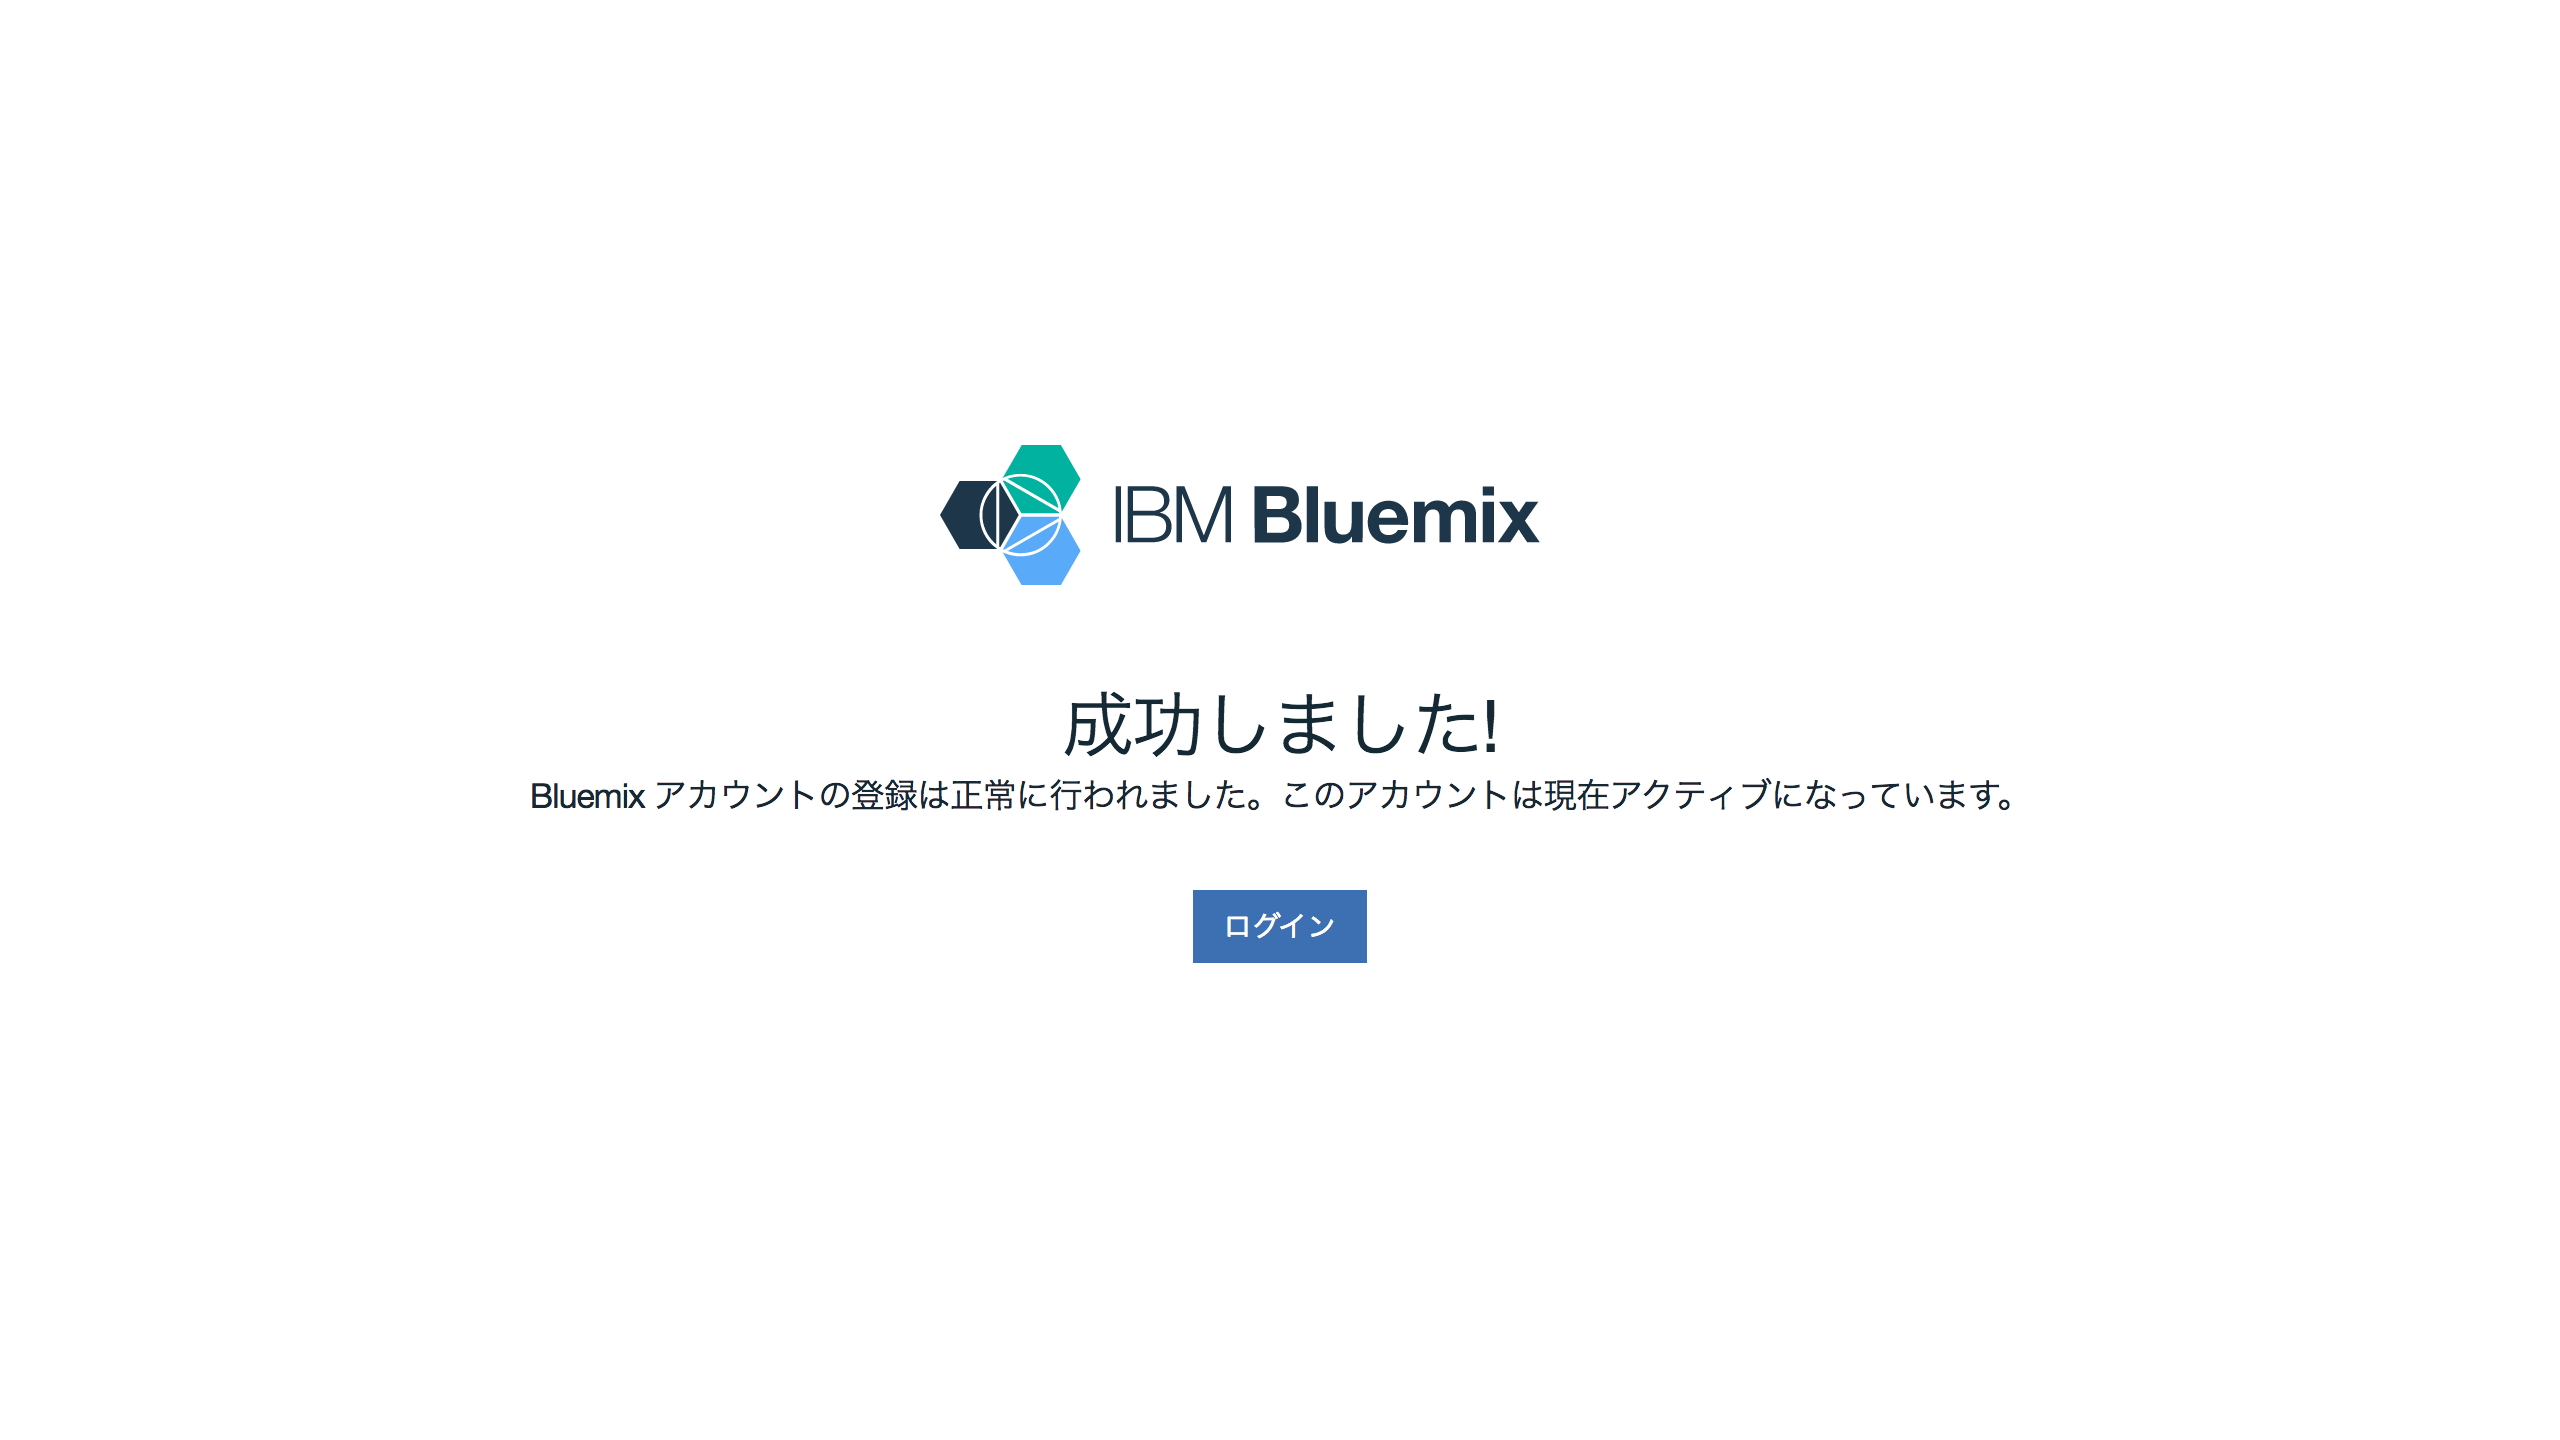 IBM Bluemix
成功しました!
Bluemix アカウントの登録は正常に行われました。このアカウントは現在アクティブになっています。
ログイン